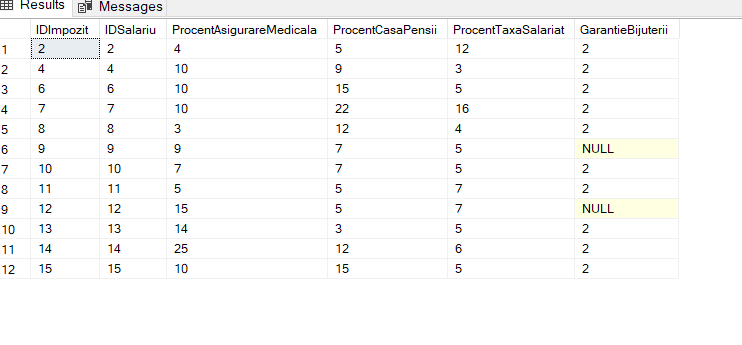 Results Messages
IDImpozit IDSalariu ProcentAsigurareMedicala ProcentCasaPensii ProcentTaxaSalariat GarantieBijuterii
1 2 2 4 5 12 2
2 4 4 10 9 3 2
3 6 6 10 15 5 2
4 7 7 10 22 16 2
5 8 8 3 12 4 2
6 9 9 9 7 5 NULL
7 10 10 7 7 5 2
8 11 11 5 5 7 2
9 12 12 15 5 7 NULL
10 13 13 14 3 5 2
11 14 14 25 12 6 2
12 15 15 10 15 5 2